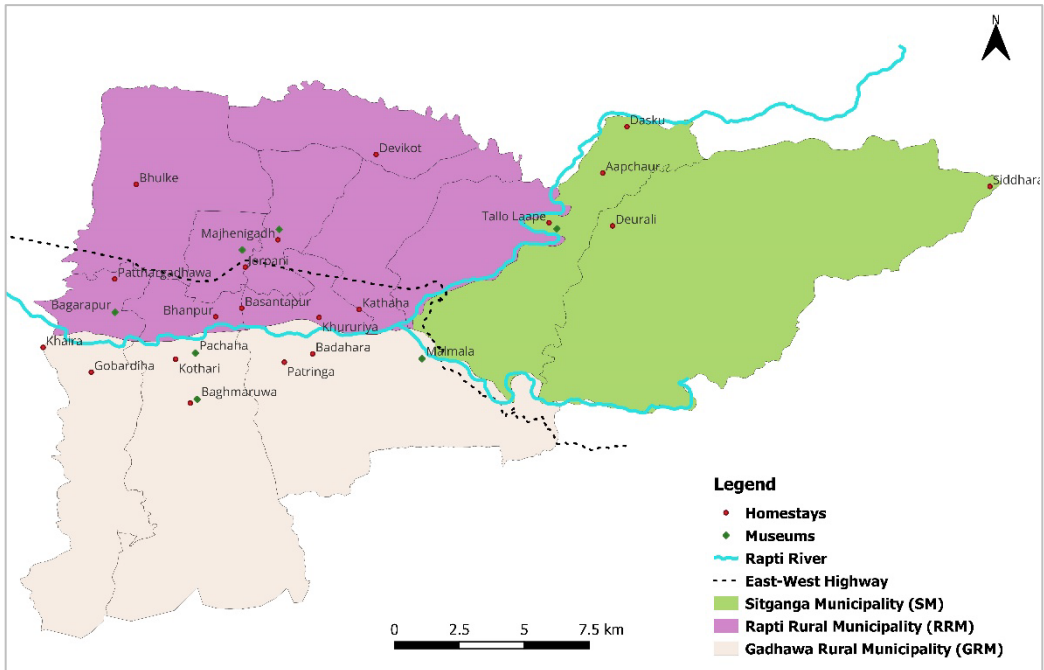 N
Dasku
Devikot
Aapchaur
Bhulke
Siddhara
Tallo Laape
Deurali
Majhenigadh
Jorpani
Patthargadhawa
Bagarapur
Basantapur
Kathaha
Bhanpur
Khururiya
Khaira
Pachaha
Badahara
Malmala
Gobardiha
Kothari
Patringa
Baghmaruwa
Legend
Homestays
Museums
Rapti River
East-West Highway
Sitganga Municipality (SM)
Rapti Rural Municipality (RRM)
Gadhawa Rural Municipality (GRM)
0 2.5 5 7.5 km